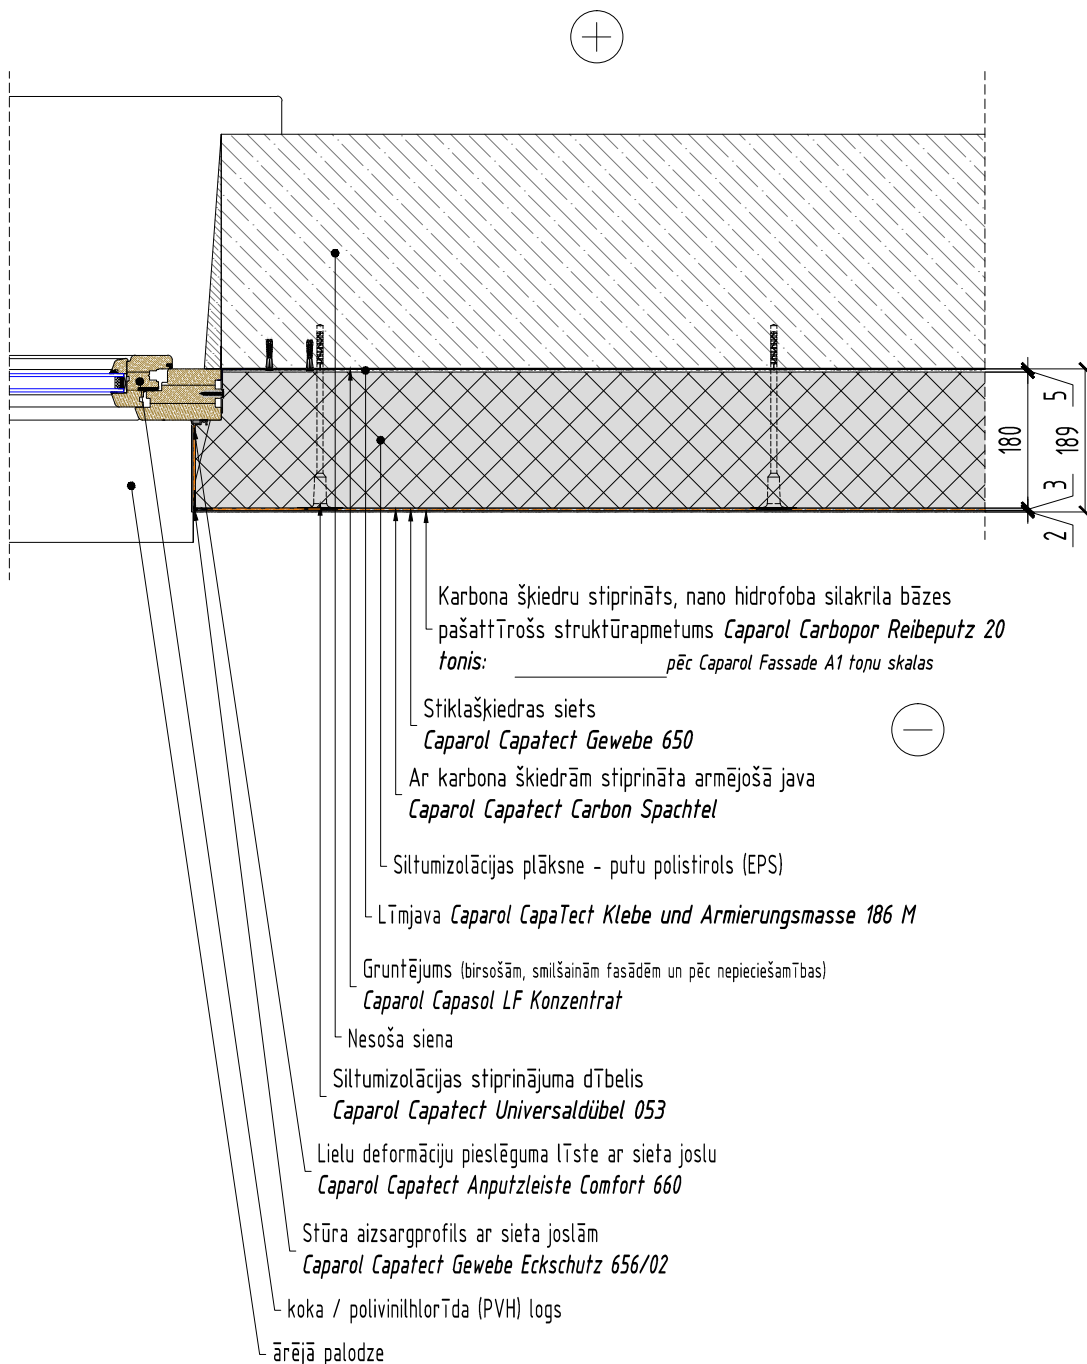 5
180
189
3
2
Karbona šķiedru stiprināts, nano hidrofoba silakrila bāzes
pašattīrošs struktūrapmetums Caparol Carbopor Reibeputz 20
tonis: ______________ pēc Caparol Fassade A1 toņu skalas
Stiklašķiedras siets
Caparol Capatect Gewebe 650
Ar karbona škiedrām stiprināta armējošā java
Caparol Capatect Carbon Spachtel
Siltumizolācijas plāksne - putu polistirols (EPS)
Līmjava Caparol CapaTect Klebe und Armierungsmasse 186 M
Gruntējums (birsošām, smilšainām fasādēm un pēc nepieciešamības)
Caparol Capasol LF Konzentrat
Nesoša siena
Siltumizolācijas stiprinājuma dībelis
Caparol Capatect Universaldübel 053
Lielu deformāciju pieslēguma līste ar sieta joslu
Caparol Capatect Anputzleiste Comfort 660
Stūra aizsargprofils ar sieta joslām
Caparol Capatect Gewebe Eckschutz 656/02
koka / polivinilhlorīda (PVH) logs
ārējā palodze